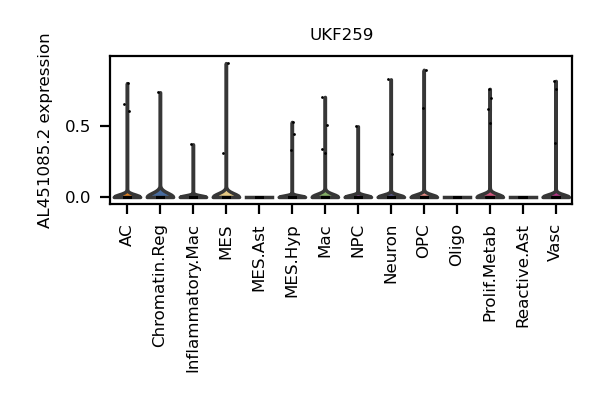 UKF259
AL451085.2 expression
0.5
0.0
AC
Chromatin.Reg
Inflammatory.Mac
MES
MES.Ast
MES.Hyp
Mac
NPC
Neuron
OPC
Oligo
Prolif.Metab
Reactive.Ast
Vasc